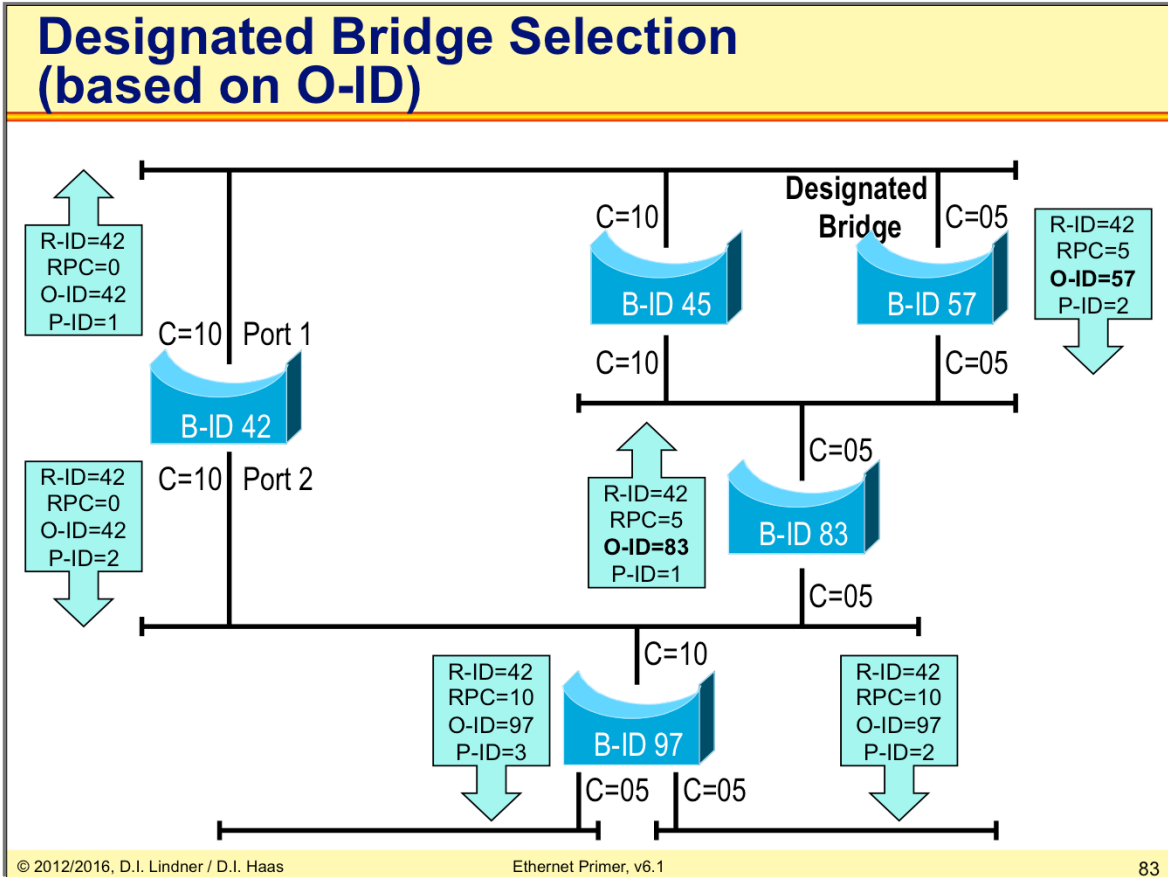 Designated Bridge Selection
(based on O-ID)
R-ID=42
RPC=0
O-ID=42
P-ID=1
C=10 Port 1
B-ID 42
C=10 Port 2
R-ID=42
RPC=0
O-ID=42
P-ID=2
C=10
B-ID 45
C=10
Designated
Bridge
C=05
B-ID 57
C=05
R-ID=42
RPC=5
O-ID=57
P-ID=2
R-ID=42
RPC=5
O-ID=83
P-ID=1
C=05
B-ID 83
C=05
R-ID=42
RPC=10
O-ID=97
P-ID=3
C=10
B-ID 97
C=05 C=05
R-ID=42
RPC=10
O-ID=97
P-ID=2
© 2012/2016, D.I. Lindner / D.I. Haas
Ethernet Primer, v6.1
83